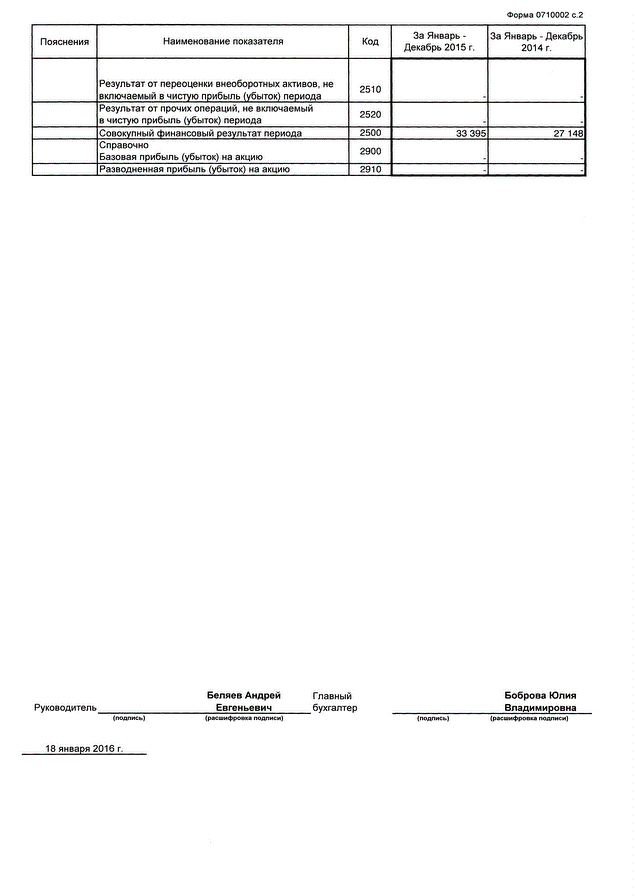 Форма 0710002 с.2
Пояснения Наименование показателя Код За Январь - Декабрь 2015 г. За Январь - Декабрь 2014 г.
Результат от переоценки внеоборотных активов, не
включаемый в чистую прибыль (убыток) периода 2510 - -
Результат от прочих операций, не включаемый
в чистую прибыль (убыток) периода 2520 - -
Совокупный финансовый результат периода 2500 33 395 27 148
Справочно
Базовая прибыль (убыток) на акцию 2900 - -
Разводненная прибыль (убыток) на акцию 2910 - -
Беляев Андрей Главный Боброва Юлия
Руководитель Евгеньевич бухгалтер Владимировна
(подпись) (расшифровка подписи) (подпись) (расшифровка подписи)
18 января 2016 г.